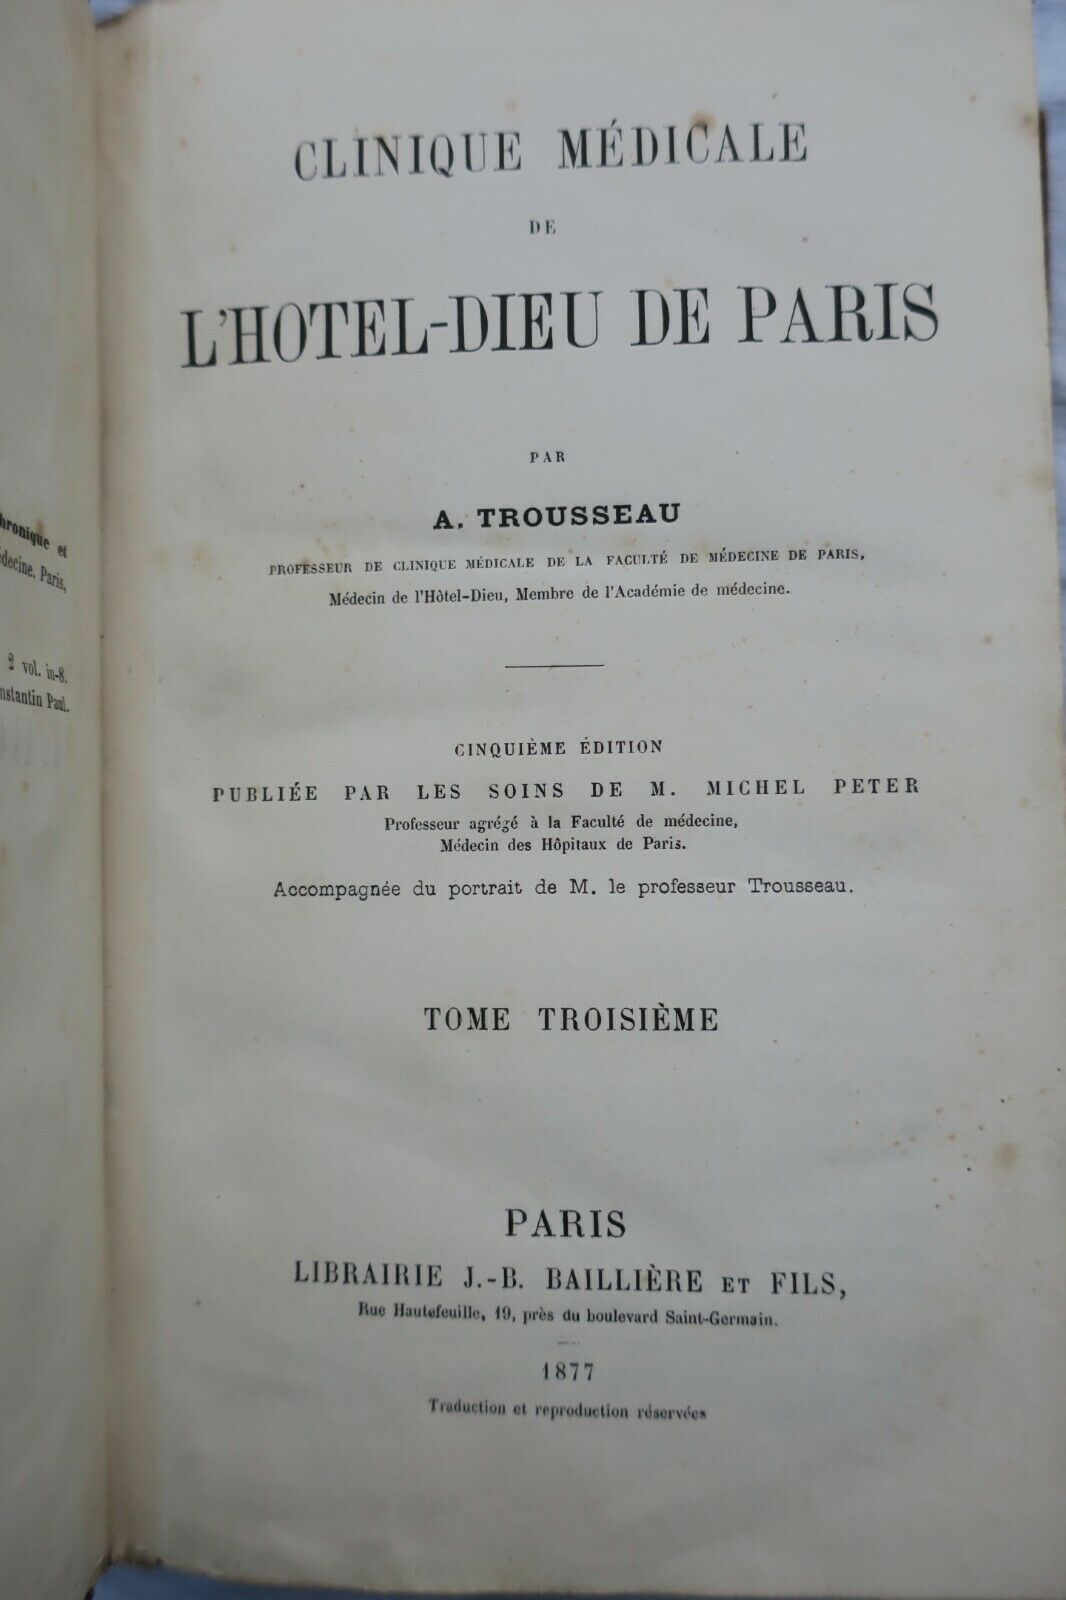 hronique et
decine. Paris,
2 vol. in-8.
nstantin Paul.
CLINIQUE MÉDICALE
DE
L'HOTEL-DIEU DE PARIS
PAR
A. TROUSSEAU
PROFESSEUR DE CLINIQUE MÉDICALE DE LA FACULTÉ DE MÉDECINE DE PARIS,
Médecin de l'Hôtel-Dieu, Membre de l'Académie de médecine.
CINQUIÈME ÉDITION
PUBLIÉE PAR LES SOINS DE M. MICHEL PETER
Professeur agrégé à la Faculté de médecine,
Médecin des Hôpitaux de Paris.
Accompagnée du portrait de M. le professeur Trousseau.
TOME TROISIÈME
PARIS
LIBRAIRIE J.-B. BAILLIÈRE ET FILS,
Rue Hautefeuille, 19, près du boulevard Saint-Germain.
1877
Traduction et reproduction réservées